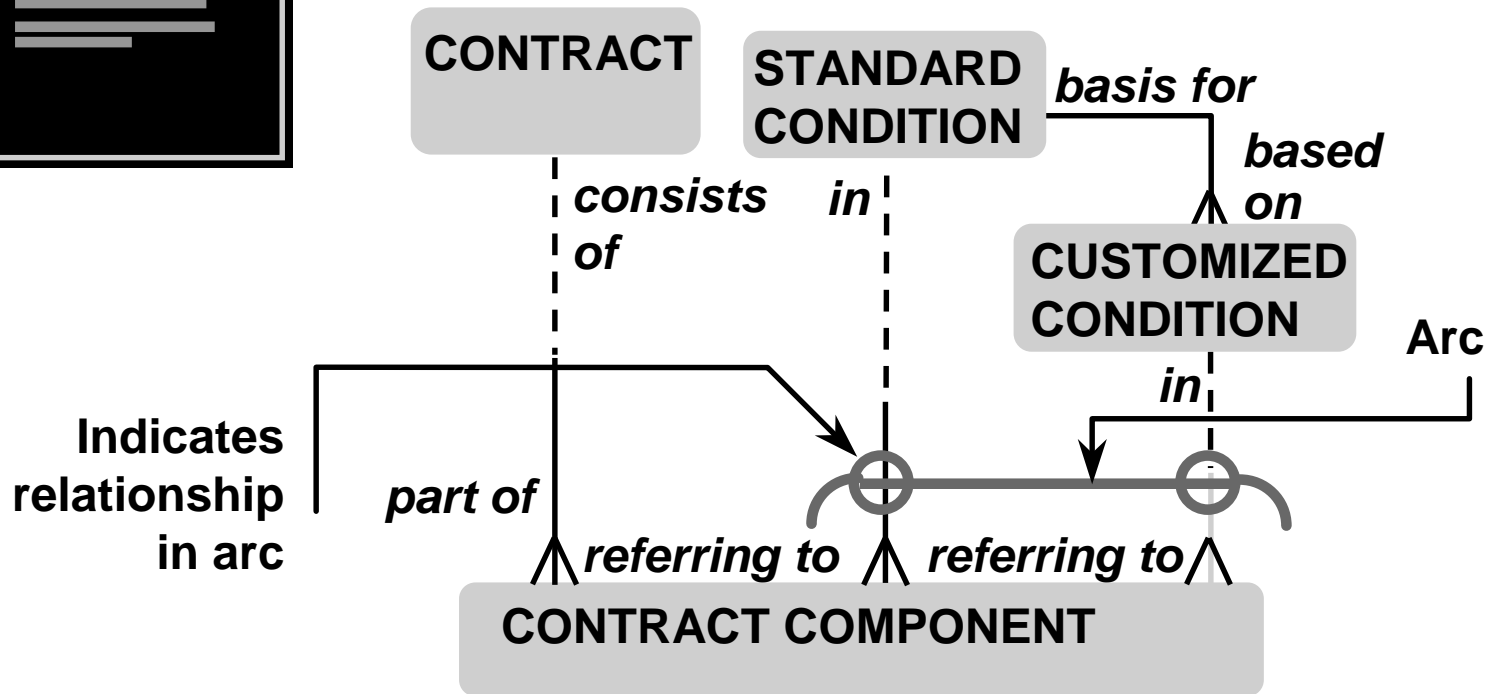 CONTRACT
STANDARD
CONDITION
basis for
based
on
consists
of
in
CUSTOMIZED
CONDITION
Arc
in
Indicates
relationship
in arc
part of
referring to
referring to
CONTRACT COMPONENT